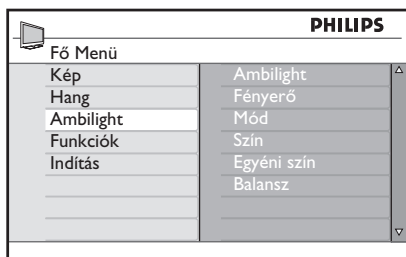 PHILIPS
Fő Menü
Kép
Hang
Ambilight
Funkciók
Indítás
Ambilight
Fényerő
Mód
Szín
Egyéni szín
Balansz